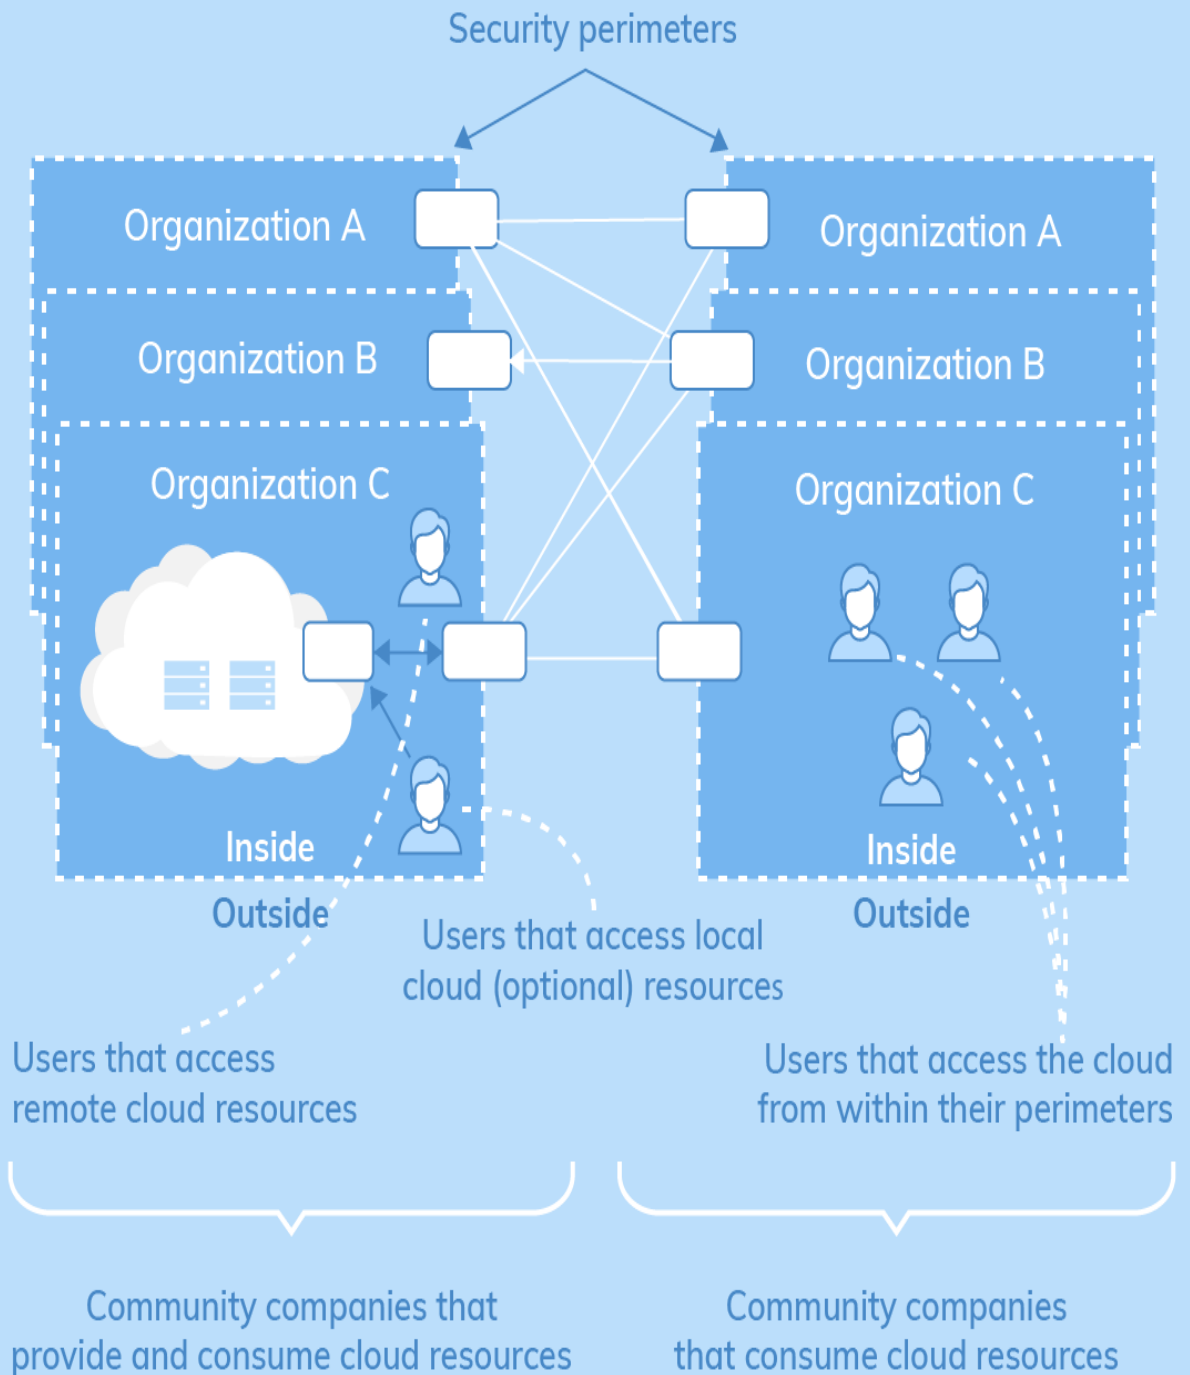 Security perimeters
Organization A
Organization B
Organization C
Inside
Outside
Organization A
Organization B
Organization C
Inside
Outside
Users that access local
cloud (optional) resources
Users that access
remote cloud resources
Users that access the cloud
from within their perimeters
Community companies that
provide and consume cloud resources
Community companies
that consume cloud resources